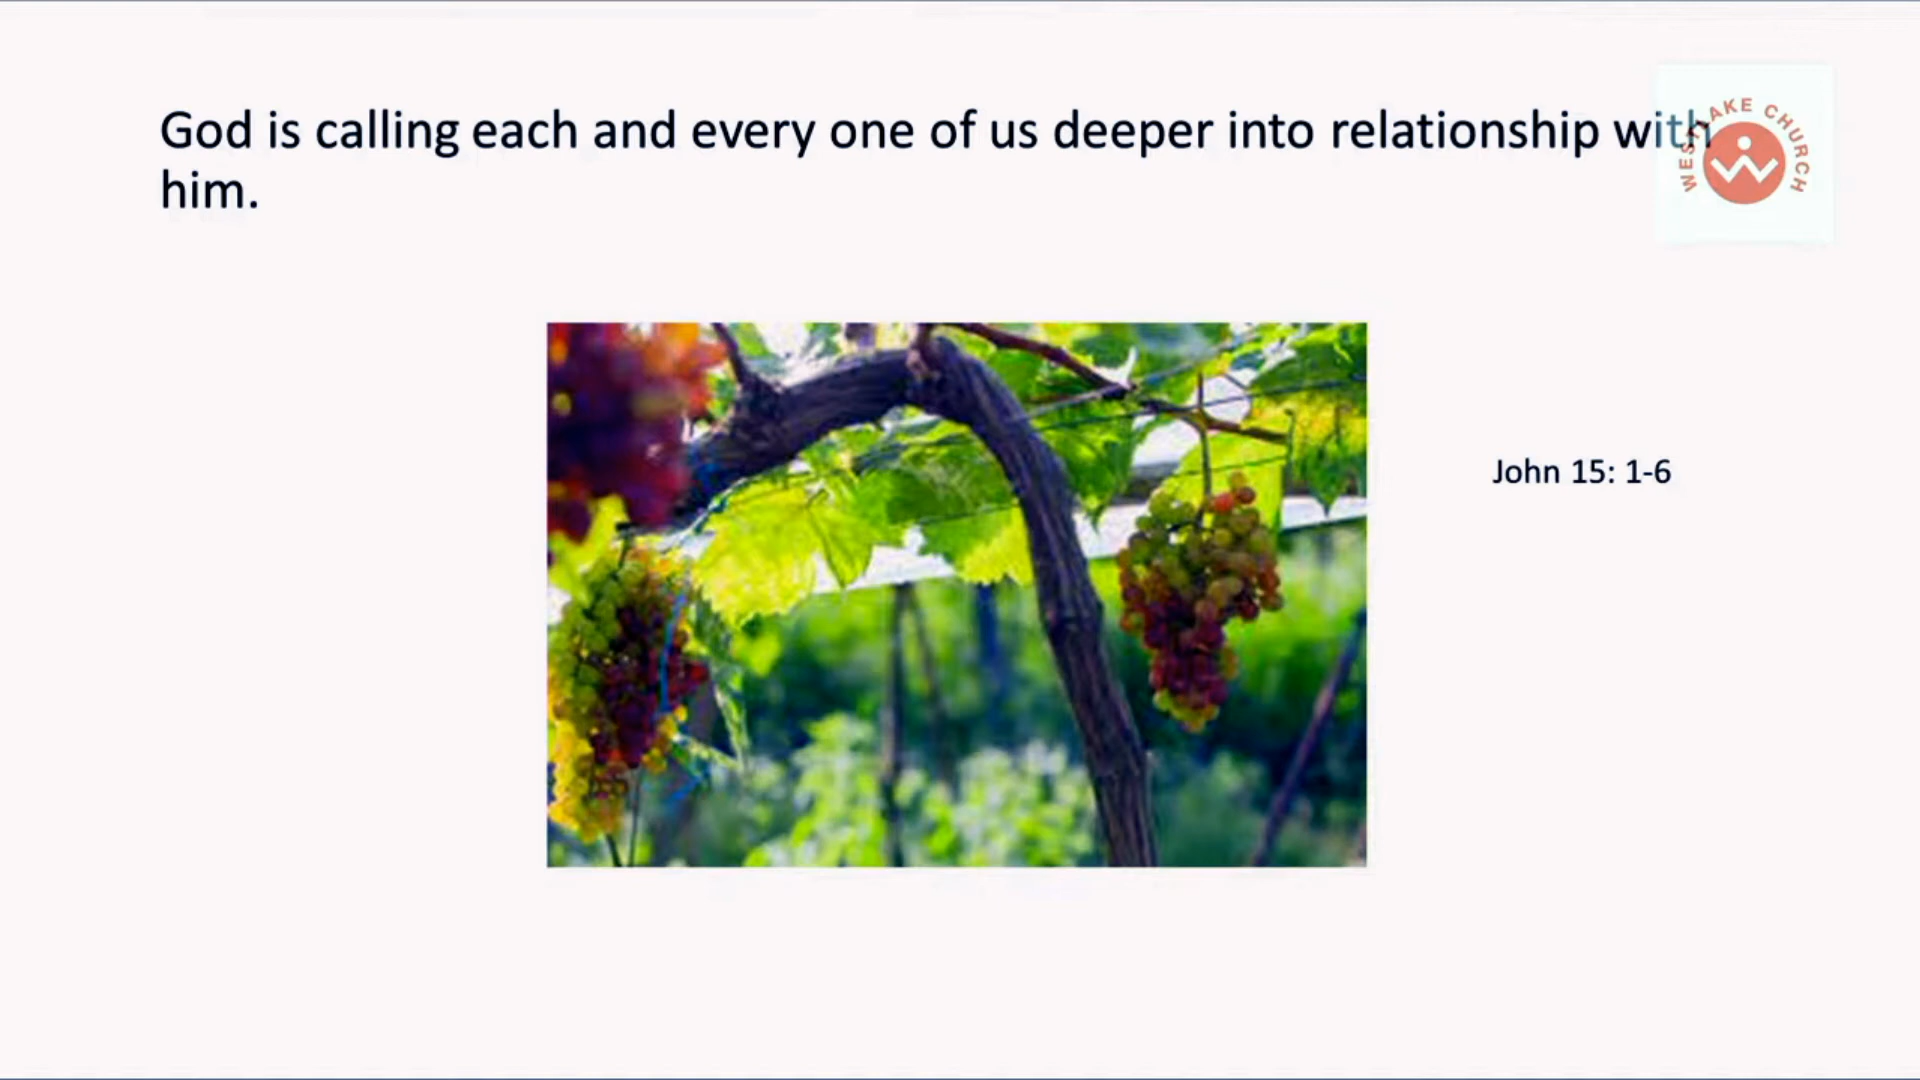 God is calling each and every one of us deeper into relationship with
him.
WESTLAKE CHURCH
John 15: 1-6